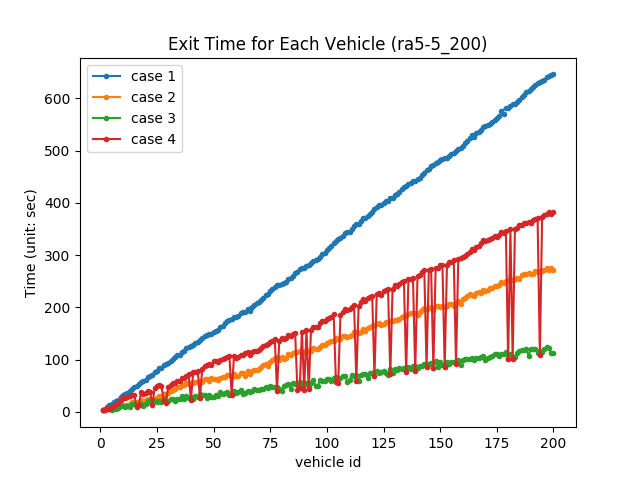 Exit Time for Each Vehicle (ra5-5_200)
case 1
case 2
case 3
case 4
Time (unit: sec)
600
500
400
300
200
100
0
0 25 50 75 100 125 150 175 200
vehicle id